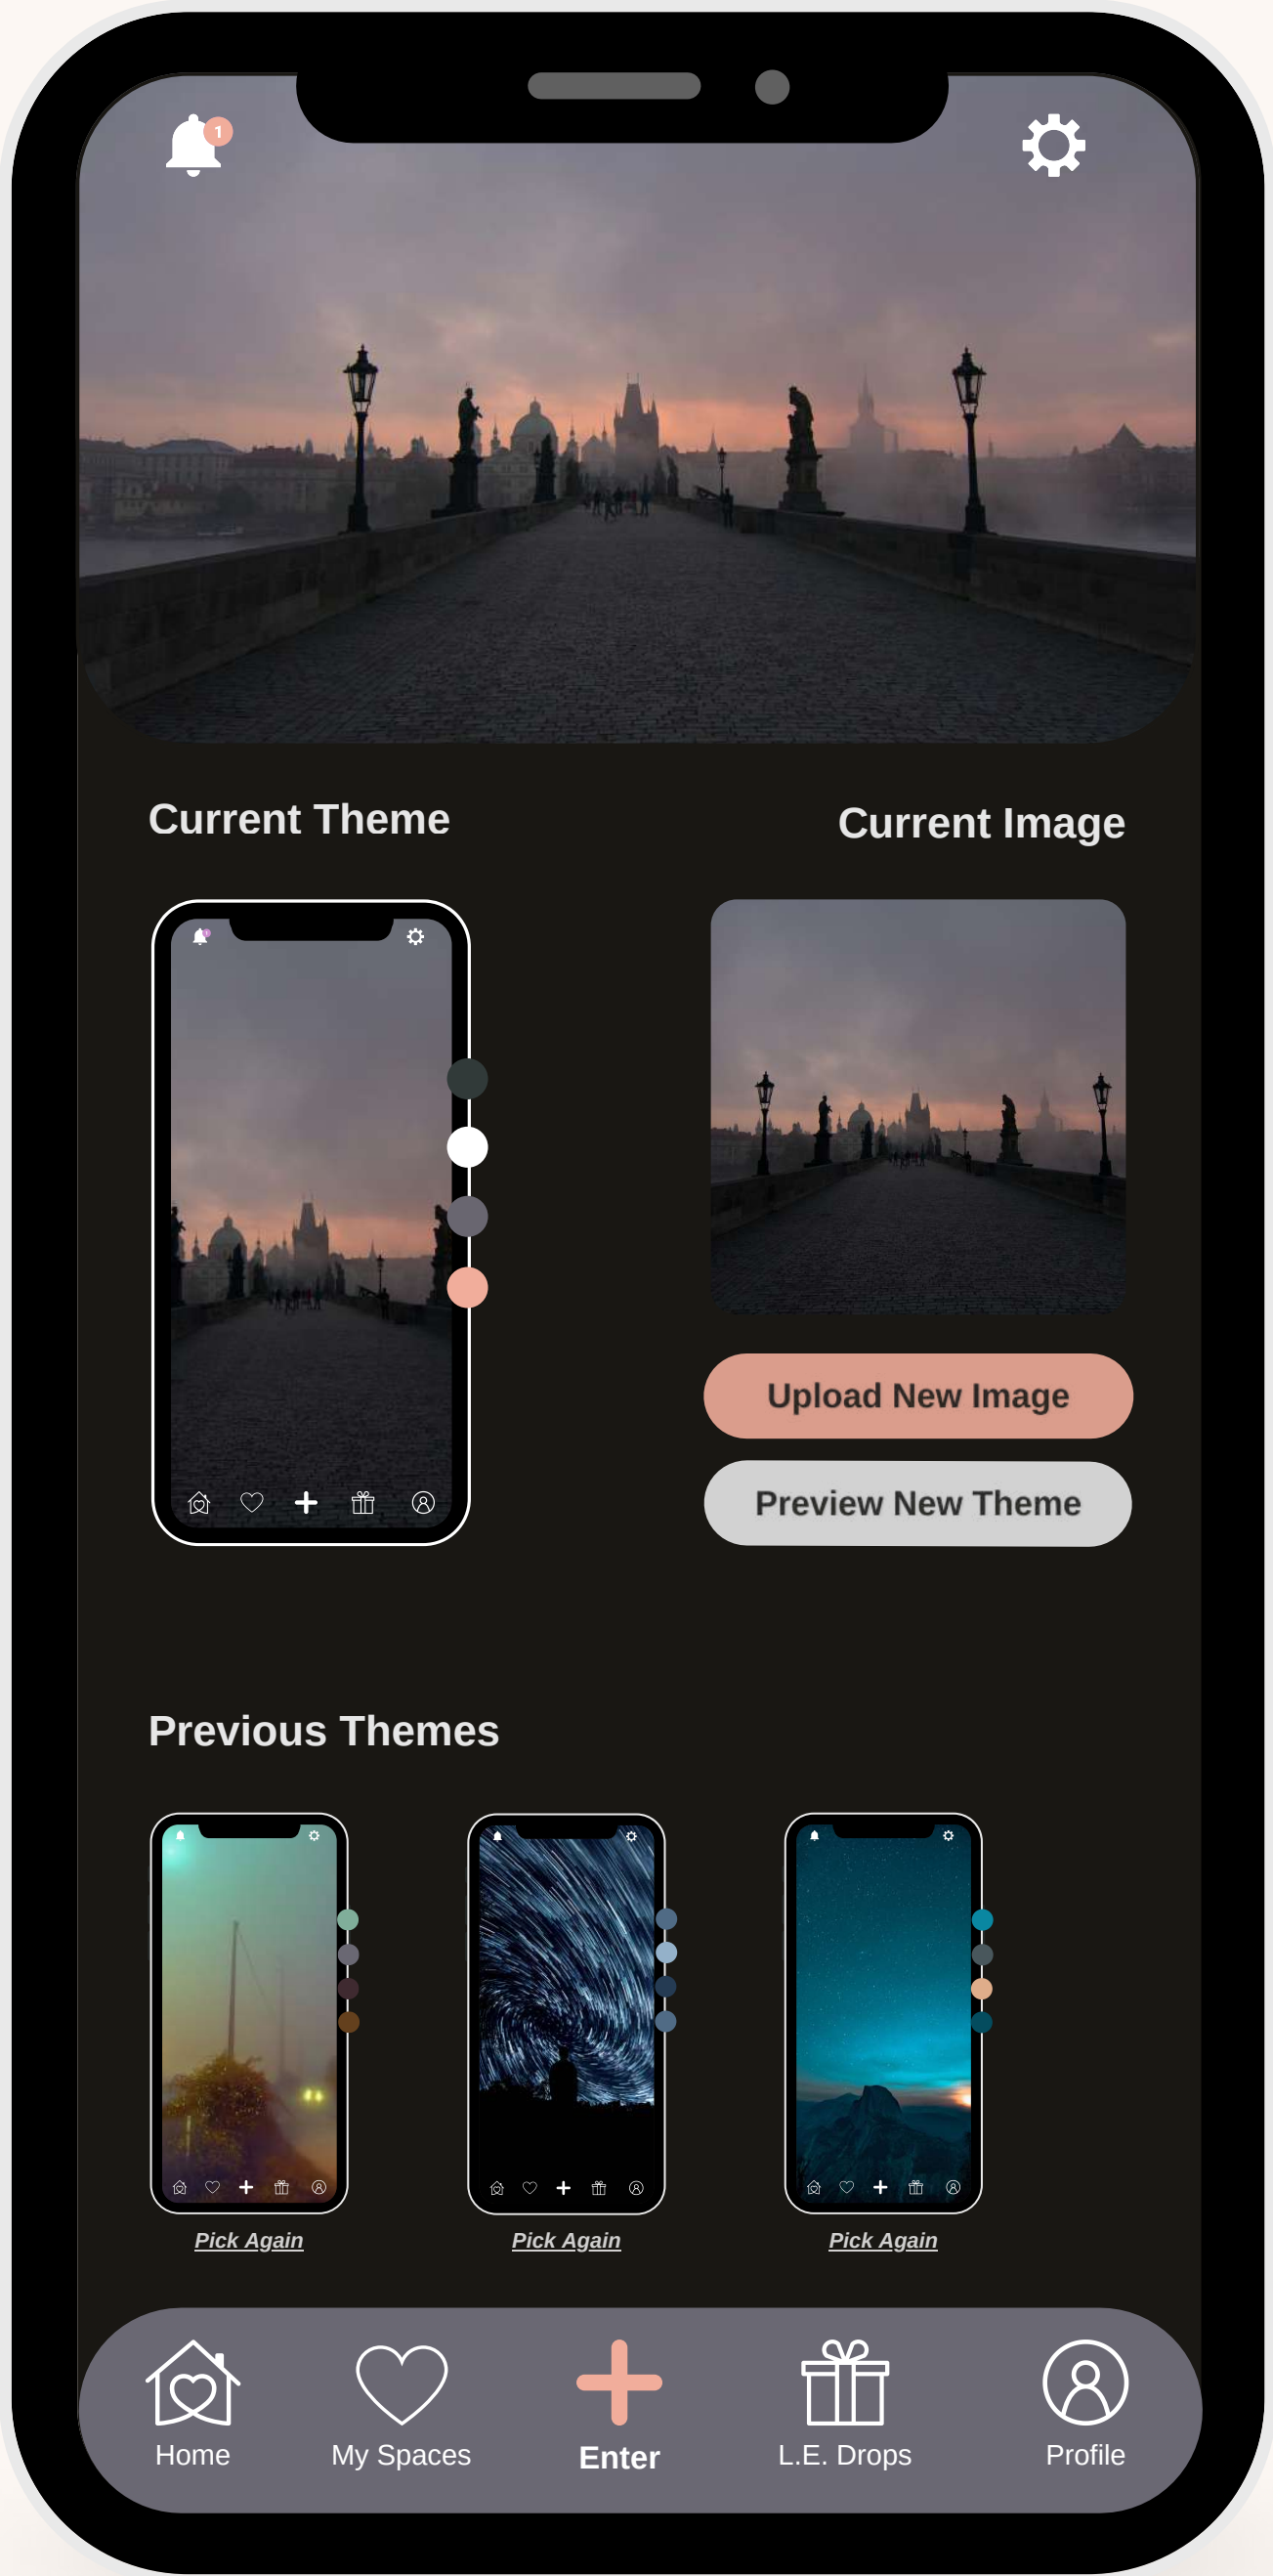 1
Current Theme
Current Image
Upload New Image
Preview New Theme
Previous Themes
Pick Again
Pick Again
Pick Again
Home
My Spaces
Enter
L.E. Drops
Profile